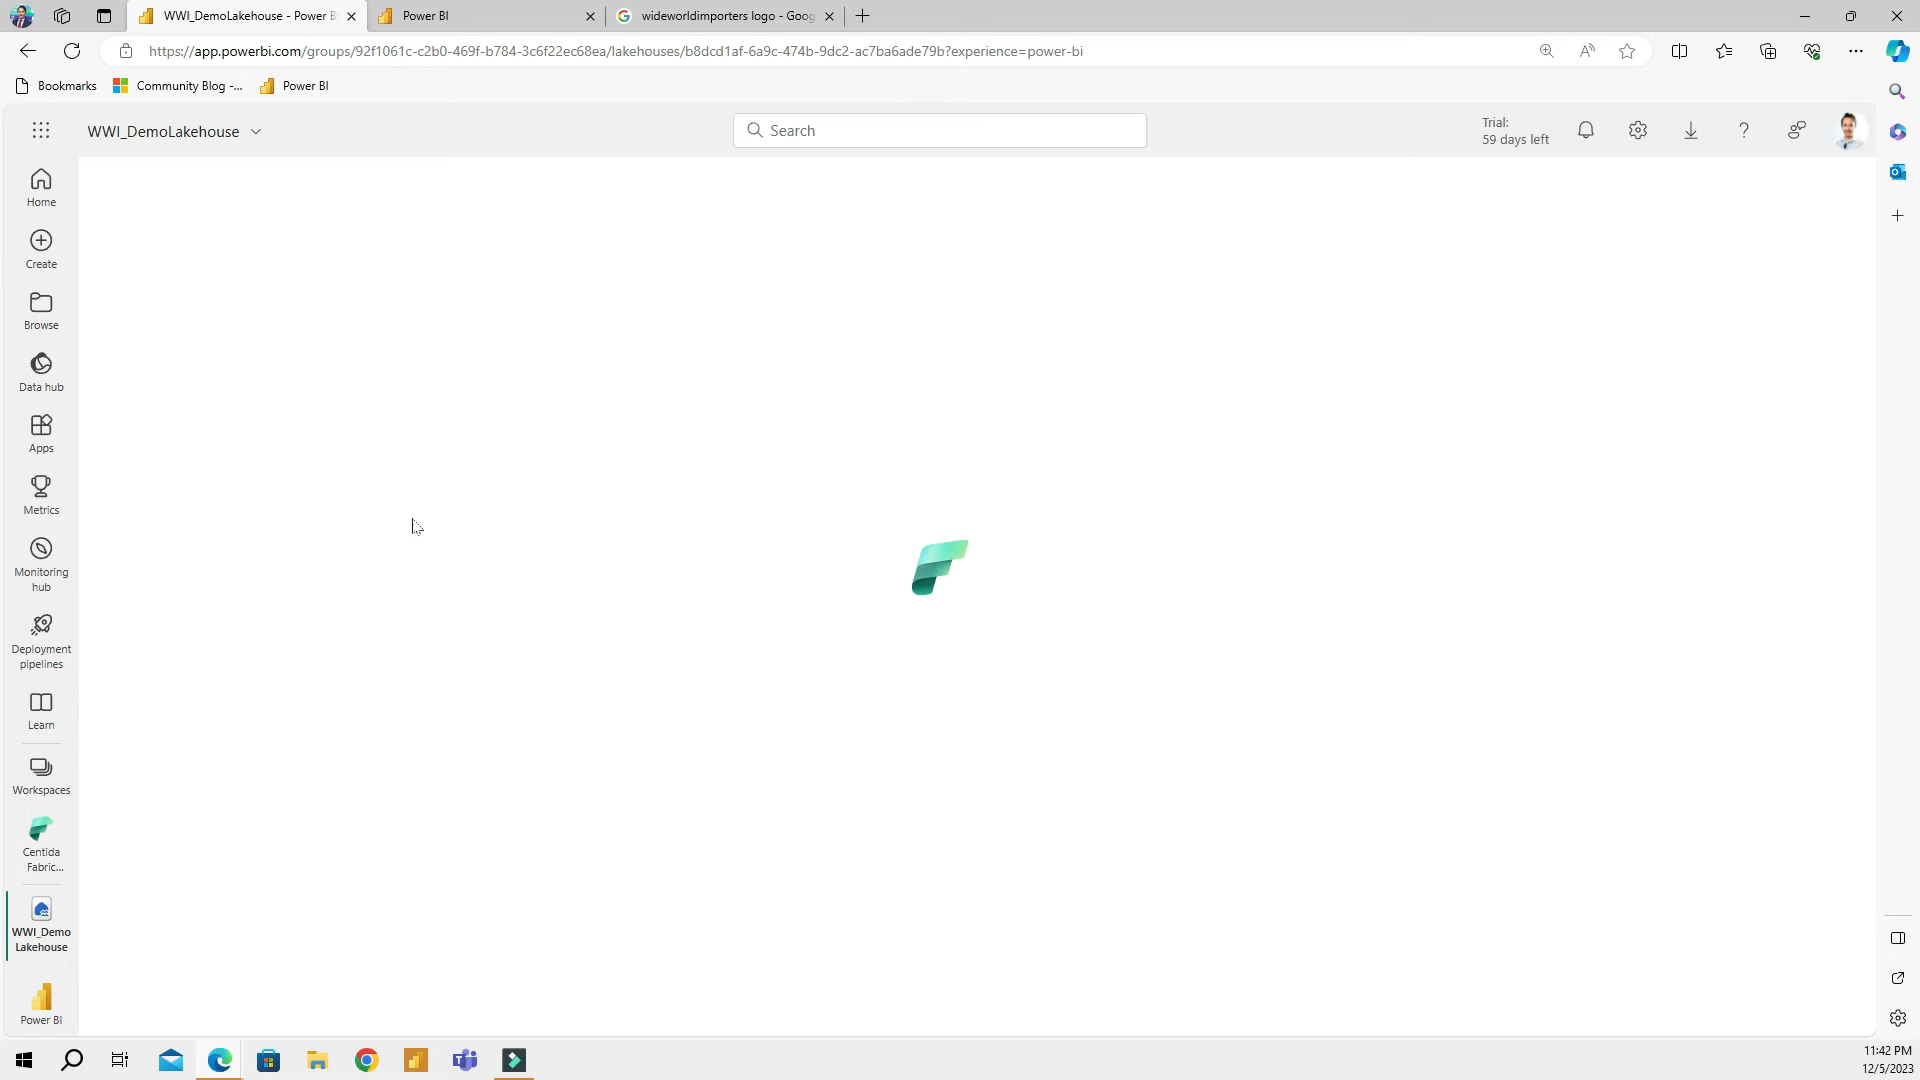 WWI_DemoLakehouse - Power B
Power BI
wideworldimporters logo - Goog
https://app.powerbi.com/groups/92f1061c-c2b0-469f-b784-3c6f22ec68ea/lakehouses/b8dcd1af-6a9c-474b-9dc2-ac7ba6ade79b?experience=power-bi
Bookmarks
Community Blog -...
Power BI
WWI_DemoLakehouse
Search
Trial:
59 days left
Home
Create
Browse
Data hub
Apps
Metrics
Monitoring
hub
Deployment
pipelines
Learn
Workspaces
Centida
Fabric...
WWI_Demo
Lakehouse
Power BI
11:42 PM
12/5/2023